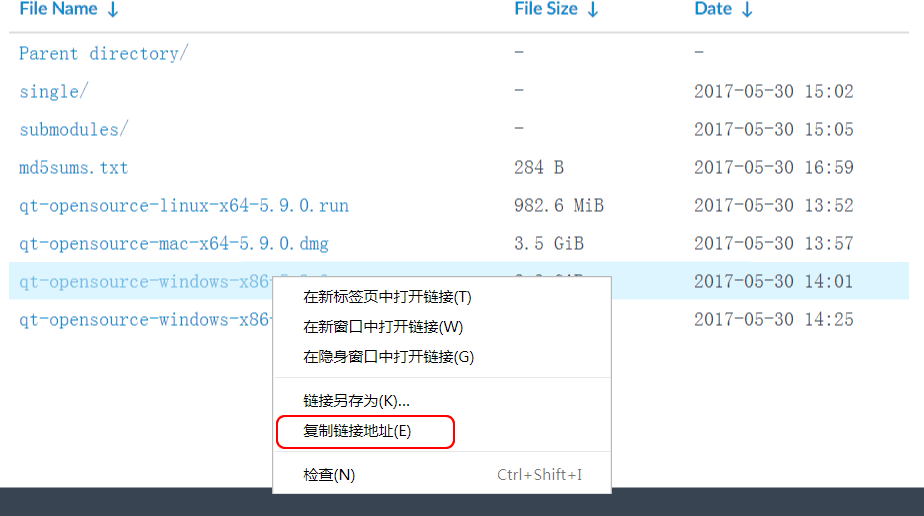 File Name ↓ File Size ↓ Date ↓
Parent directory/ - -
single/ - 2017-05-30 15:02
submodules/ - 2017-05-30 15:05
md5sums.txt 284 B 2017-05-30 16:59
qt-opensource-linux-x64-5.9.0.run 982.6 MiB 2017-05-30 13:52
qt-opensource-mac-x64-5.9.0.dmg 3.5 GiB 2017-05-30 13:57
qt-opensource-windows-x86- 2017-05-30 14:01
在新标签页中打开链接(T)
qt-opensource-windows-x86- 2017-05-30 14:25
在新窗口中打开链接(W)
在隐身窗口中打开链接(G)
链接另存为(K)...
复制链接地址(E)
检查(N) Ctrl+Shift+I